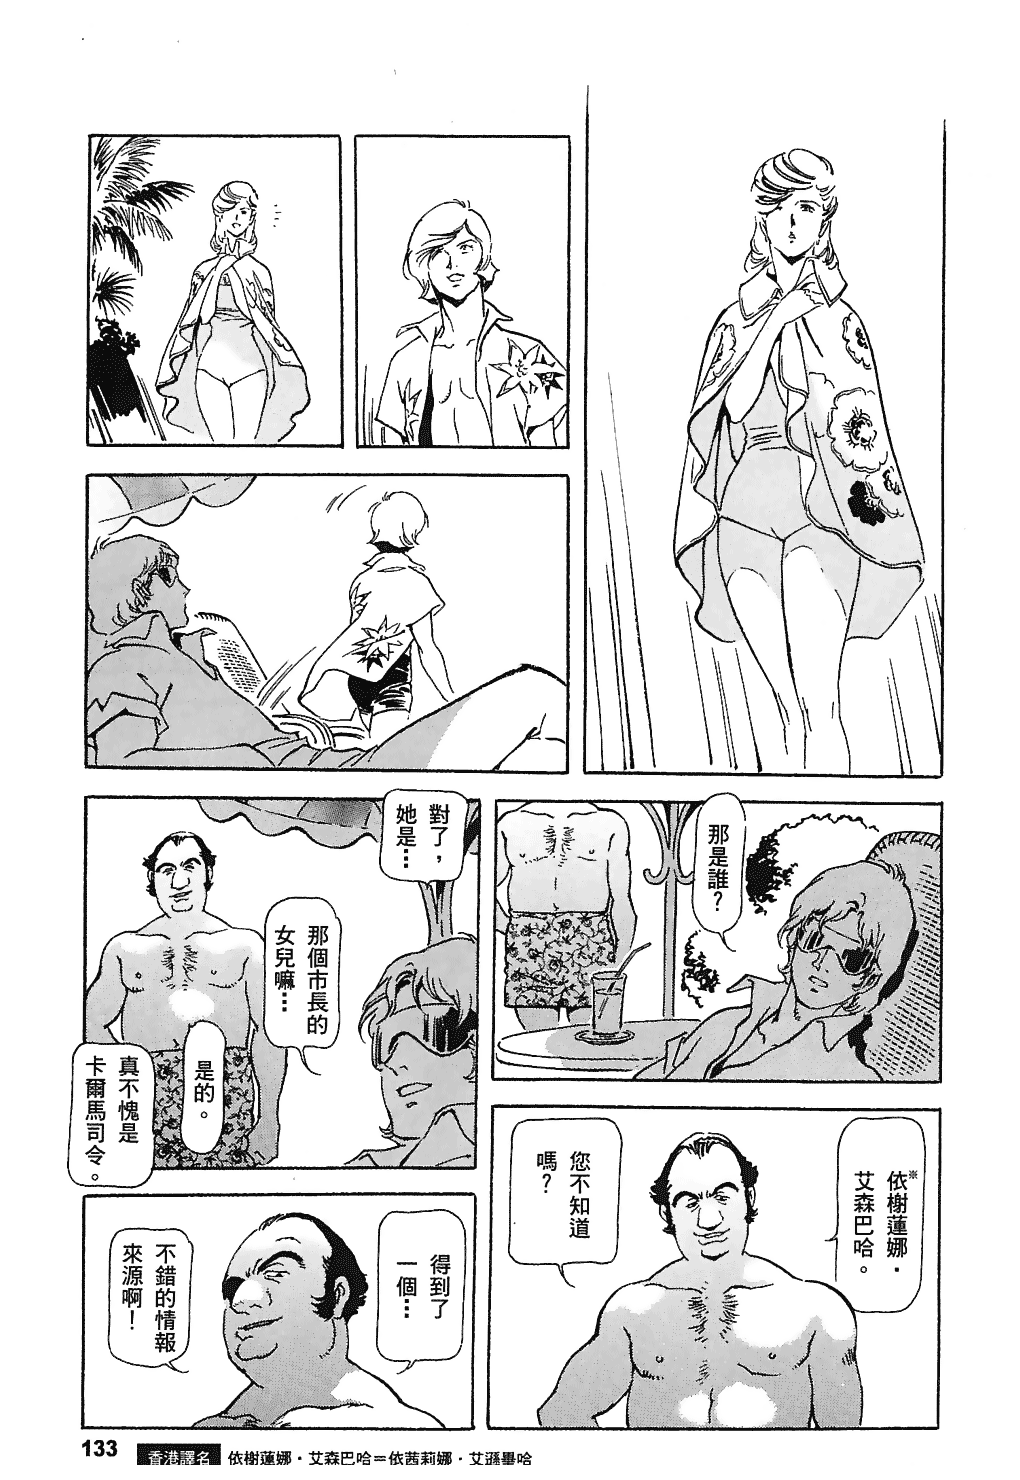 那是誰？
※依榭蓮娜・
艾森巴哈。
您不知道
嗎？
對了，
她是⋯
那個市長的
女兒嘛⋯
是的。
真不愧是
卡爾馬司令。
得到了
一個⋯
不錯的情報
來源啊！
133
香港譯名 依榭蓮娜・艾森巴哈＝依茜莉娜・艾遜畢哈